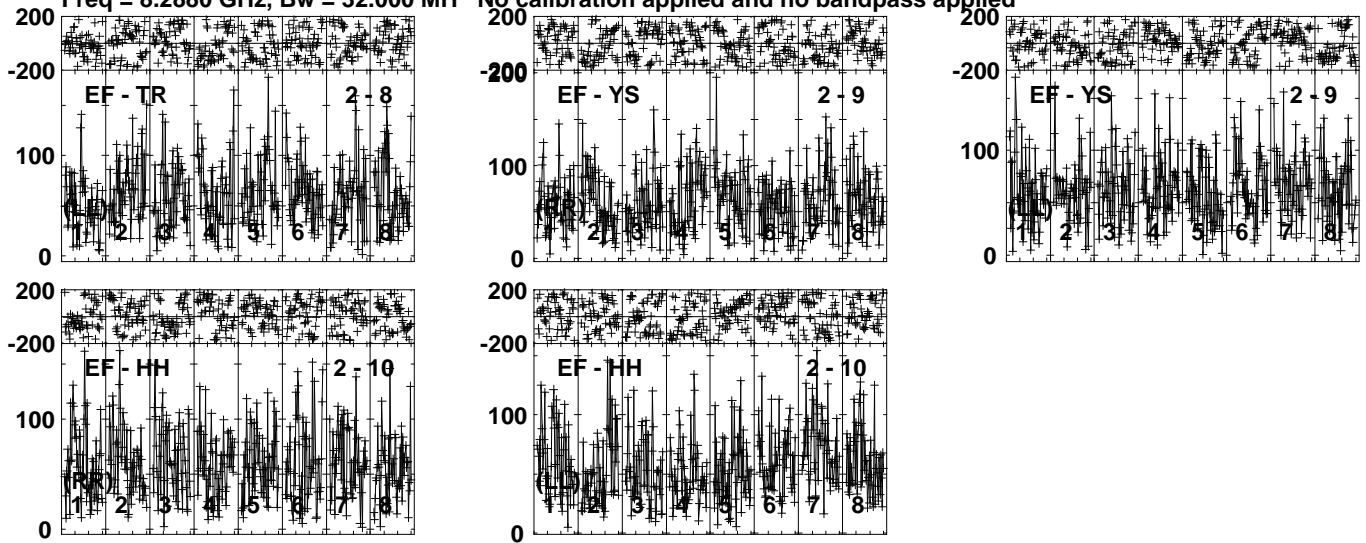 Freq = 8.2880 GHz, Bw = 32.000 MH No calibration applied and no bandpass applied
200
-200
EF - TR 2 - 8
100
(LL)
1 2 3 4 5 6 7 8
0
200
-200
200
EF - YS 2 - 9
100
(RR)
1 2 3 4 5 6 7 8
0
200
-200
EF - YS 2 - 9
100
(LL)
1 2 3 4 5 6 7 8
0
200
-200
EF - HH 2 - 10
100
(RR)
1 2 3 4 5 6 7 8
0
200
-200
EF - HH 2 - 10
100
(LL)
1 2 3 4 5 6 7 8
0